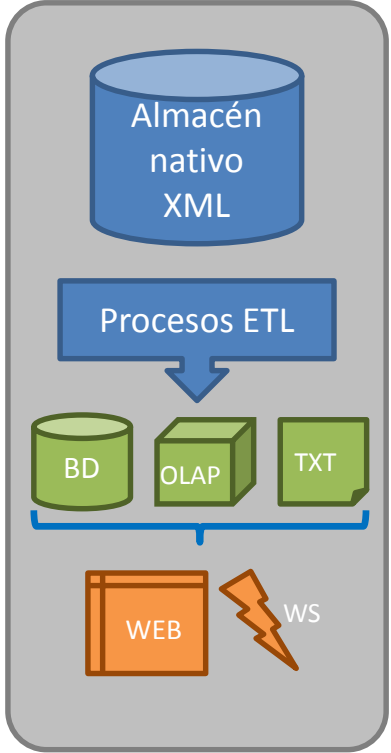 Almacén
nativo
XML
Procesos ETL
BD
OLAP
TXT
WEB
WS